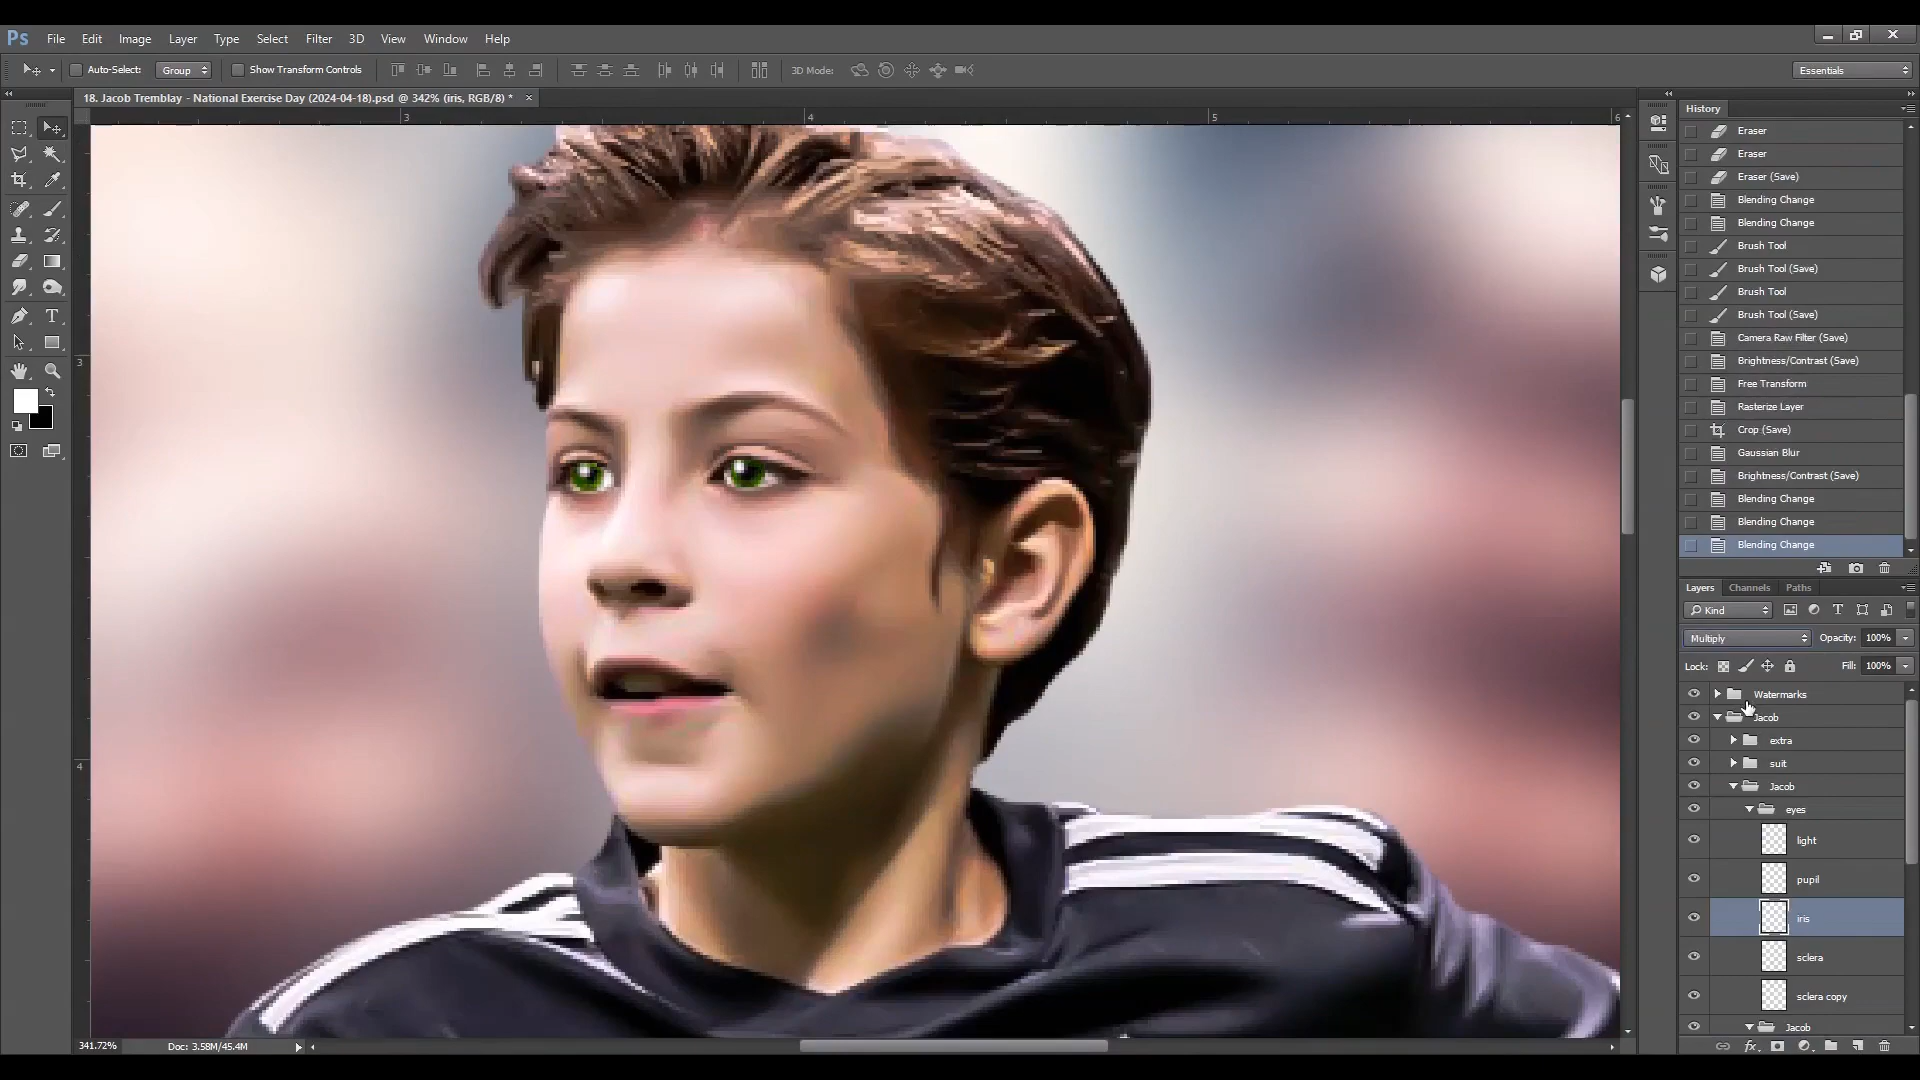 Ps File Edit Image Layer Type Select Filter 3D View Window Help
Auto-Select: Group Show Transform Controls 3D Mode: Essentials
18. Jacob Tremblay - National Exercise Day (2024-04-18).psd @ 342% (iris, RGB/8) * ×
3 4 5 6
3
4
History
Eraser
Eraser
Eraser (Save)
Blending Change
Blending Change
Brush Tool
Brush Tool (Save)
Brush Tool
Brush Tool (Save)
Camera Raw Filter (Save)
Brightness/Contrast (Save)
Free Transform
Rasterize Layer
Crop (Save)
Gaussian Blur
Brightness/Contrast (Save)
Blending Change
Blending Change
Blending Change
Layers Channels Paths
Kind
Multiply Opacity: 100%
Lock: Fill: 100%
Watermarks
Jacob
extra
suit
Jacob
eyes
light
pupil
iris
sclera
sclera copy
Jacob
fx
341.72% Doc: 3.58M/45.4M